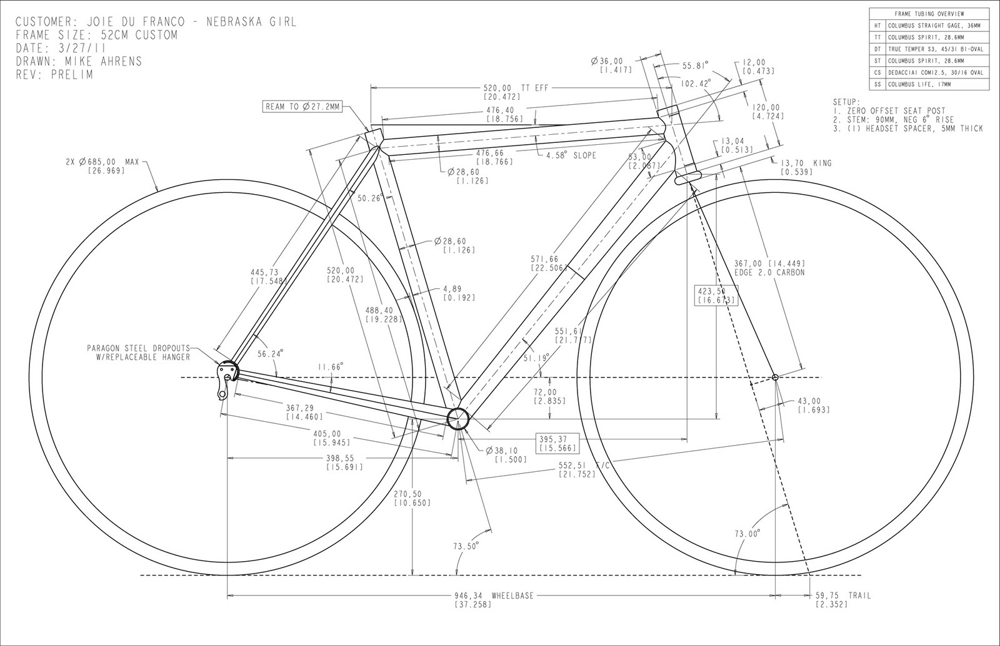 CUSTOMER: JOIE DU FRANCO - NEBRASKA GIRL
FRAME SIZE: 52CM CUSTOM
DATE: 3/27/11
DRAWN: MIKE AHRENS
REV: PRELIM
FRAME TUBING OVERVIEW
HT COLUMBUS STRAIGHT GAGE, 36MM
TT COLUMBUS SPIRIT, 28.6MM
DT TRUE TEMPER S3, 45/31 BI-OVAL
ST COLUMBUS SPIRIT, 28.6MM
CS DEDACCIAI COM12.5, 30/16 OVAL
SS COLUMBUS LIFE, 17MM
SETUP:
1. ZERO OFFSET SEAT POST
2. STEM: 90MM, NEG 6° RISE
3. (1) HEADSET SPACER, 5MM THICK
Ø36,00
[1.417]
55.81°
12,00
[0.473]
102.42°
520,00 TT EFF
[20.472]
REAM TO Ø27.2MM
476,40
[18.756]
120,00
[4.724]
13,04
[0.513]
476,66
[18.766]
4.58° SLOPE
53,00
[2.087]
2X Ø685,00 MAX
[26.969]
13,70 KING
[0.539]
Ø28,60
[1.126]
50.26°
Ø28,60
[1.126]
571,66
[22.506]
367,00 [14.449]
EDGE 2.0 CARBON
445,73
[17.548]
520,00
[20.472]
4,89
[0.192]
423,50
[16.673]
488,40
[19.228]
551,61
[21.717]
PARAGON STEEL DROPOUTS
W/REPLACEABLE HANGER
56.24°
51.19°
11.66°
72,00
[2.835]
43,00
[1.693]
367,29
[14.460]
405,00
[15.945]
395,37
[15.566]
Ø38,10
[1.500]
398,55
[15.691]
552,51 F/C
[21.752]
270,50
[10.650]
73.50°
73.00°
946,34 WHEELBASE
[37.258]
59,75 TRAIL
[2.352]